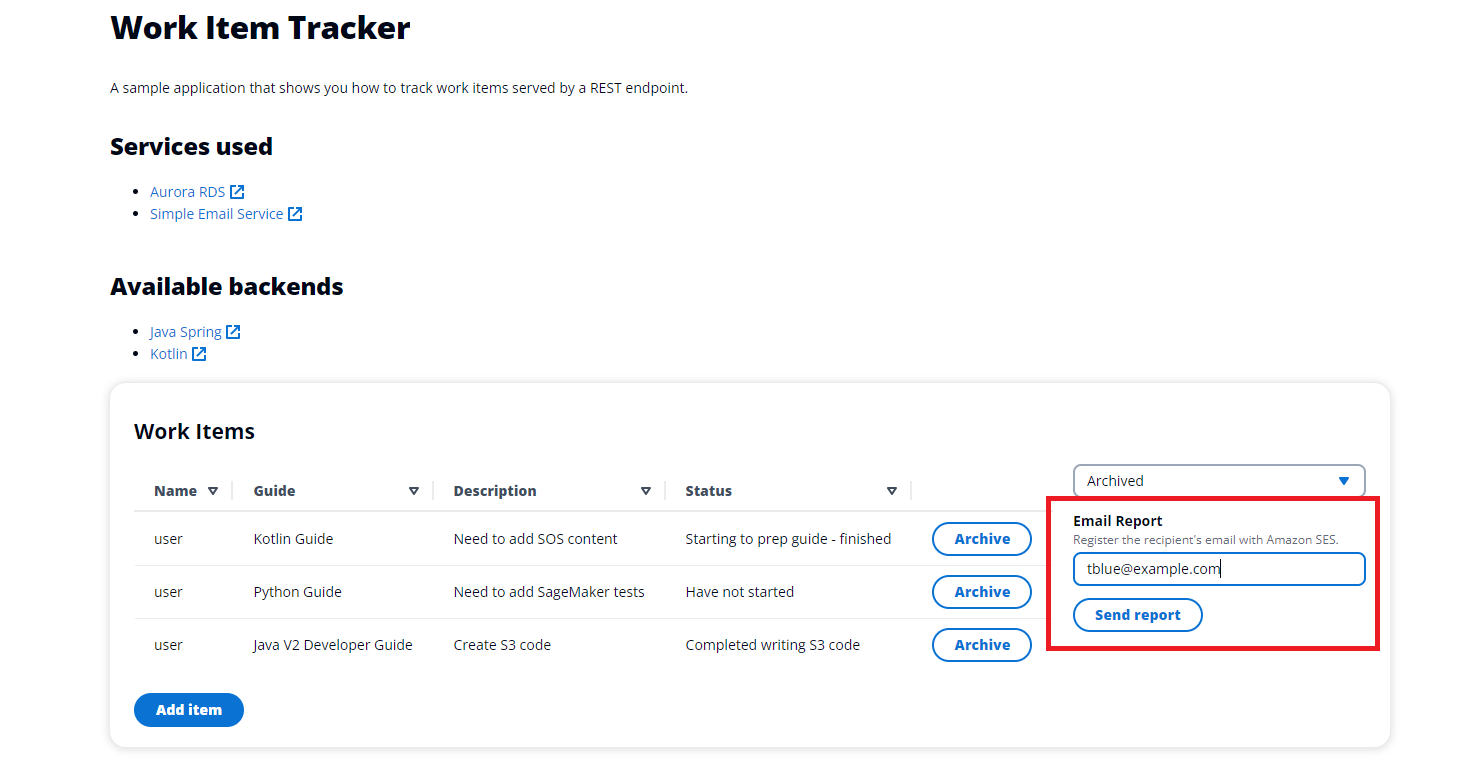 Work Item Tracker
A sample application that shows you how to track work items served by a REST endpoint.
Services used
Aurora RDS
Simple Email Service
Available backends
Java Spring
Kotlin
Work Items
Archived
Name Guide Description Status
Email Report
Register the recipient's email with Amazon SES.
user Kotlin Guide Need to add SOS content Starting to prep guide - finished Archive
tblue@example.com
user Python Guide Need to add SageMaker tests Have not started Archive
Send report
user Java V2 Developer Guide Create S3 code Completed writing S3 code Archive
Add item